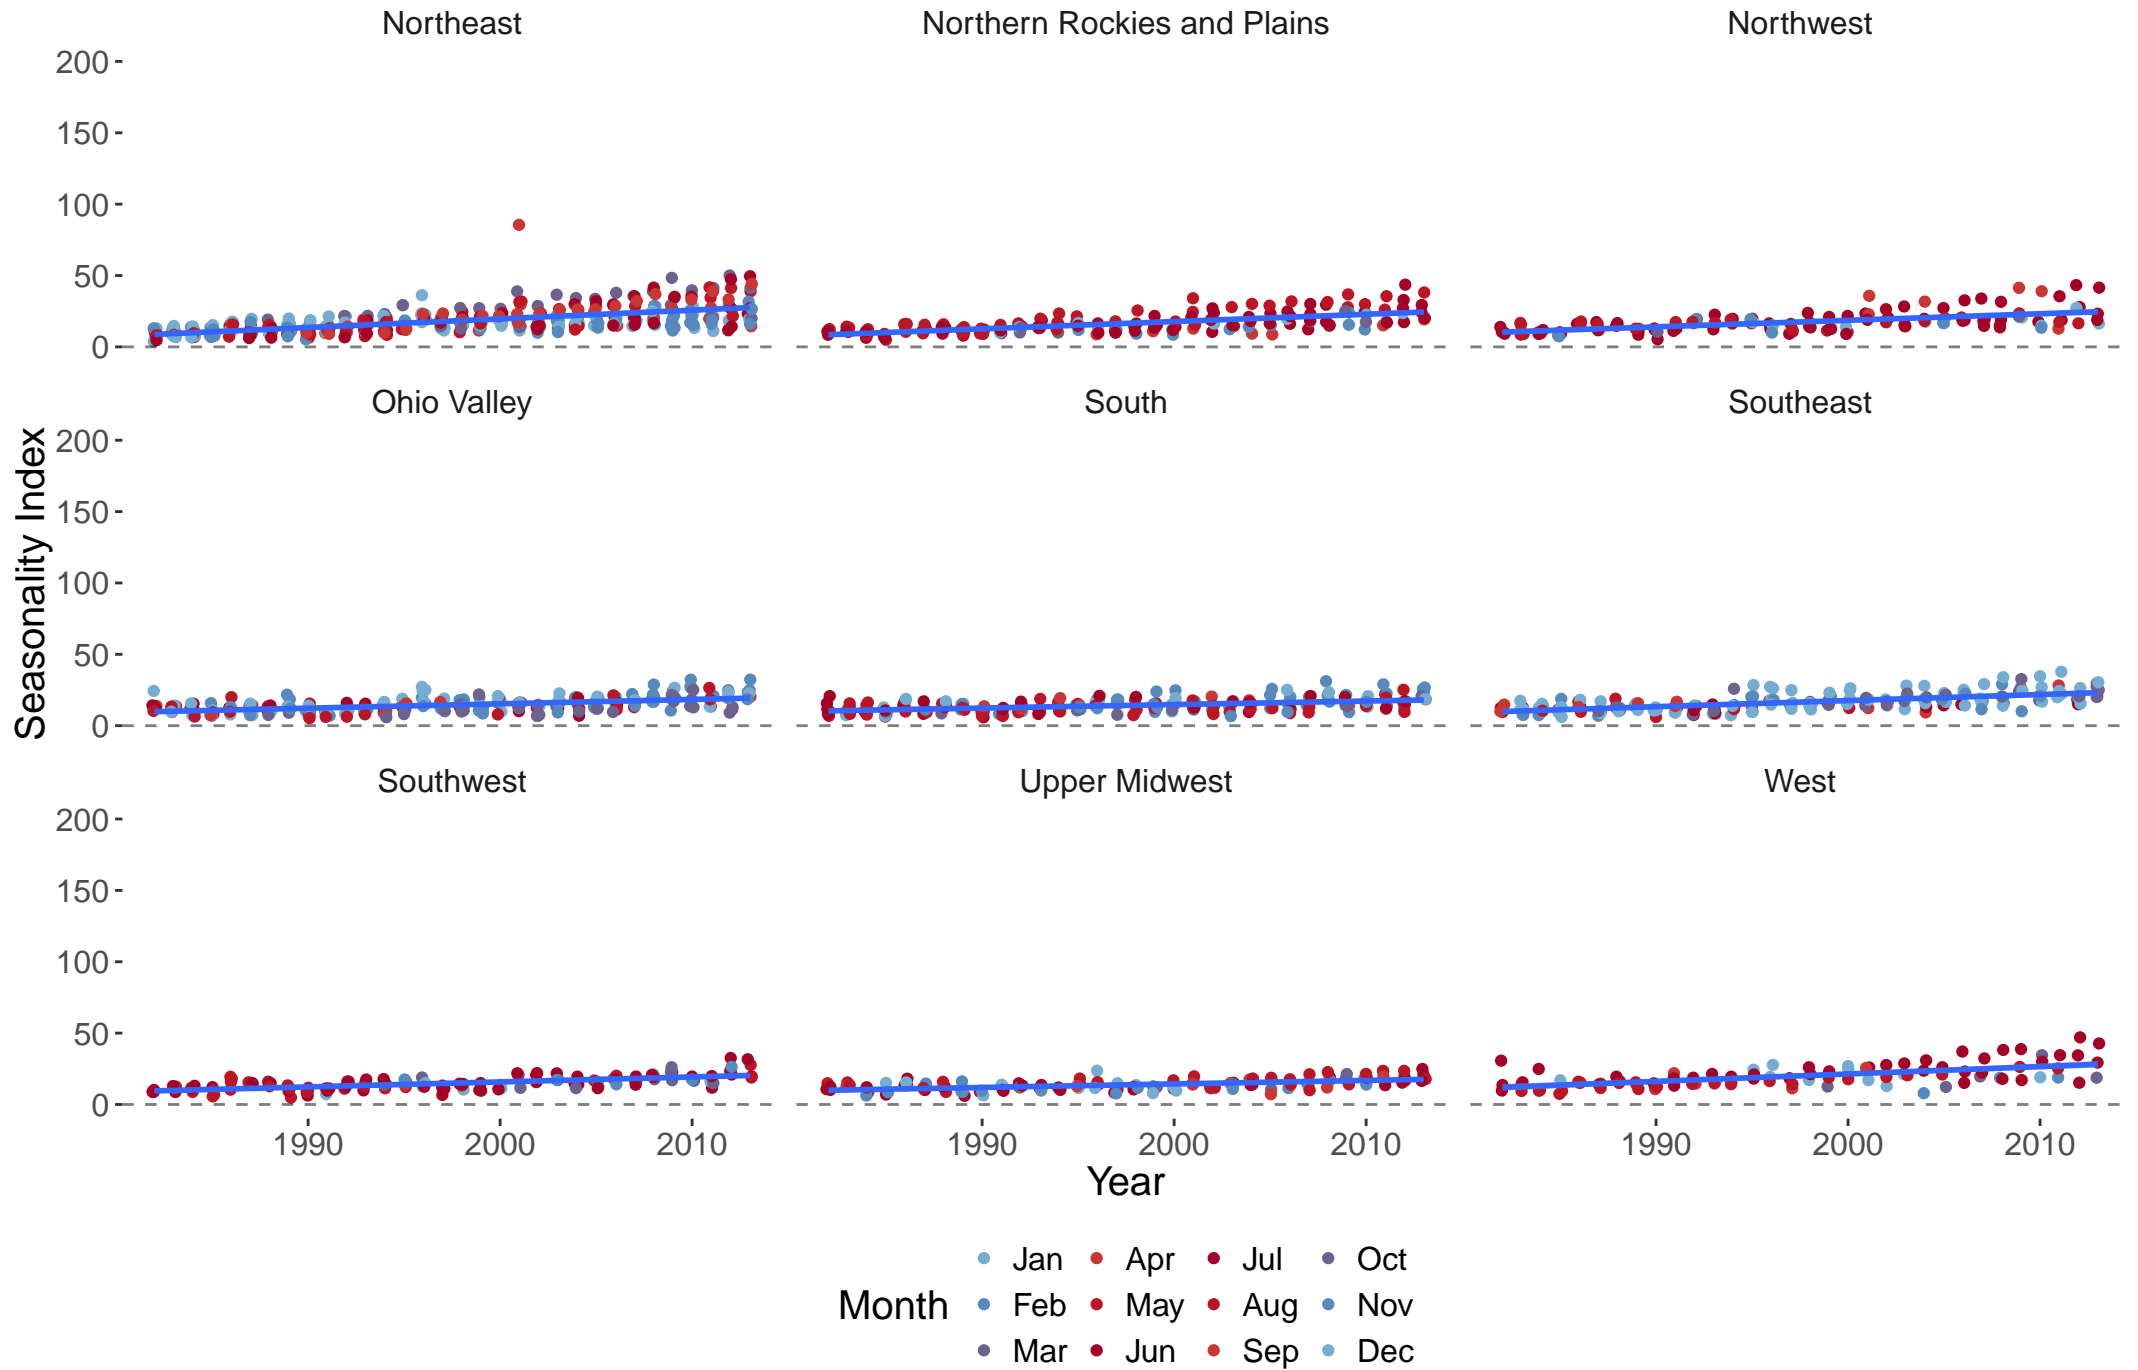 Northeast Northern Rockies and Plains Northwest
200
150
100
50
0
Ohio Valley South Southeast
200
150
100
50
0
Southwest Upper Midwest West
200
150
100
50
0
Seasonality Index
1990 2000 2010 1990 2000 2010 1990 2000 2010
Year
Month
Jan Apr Jul Oct
Feb May Aug Nov
Mar Jun Sep Dec